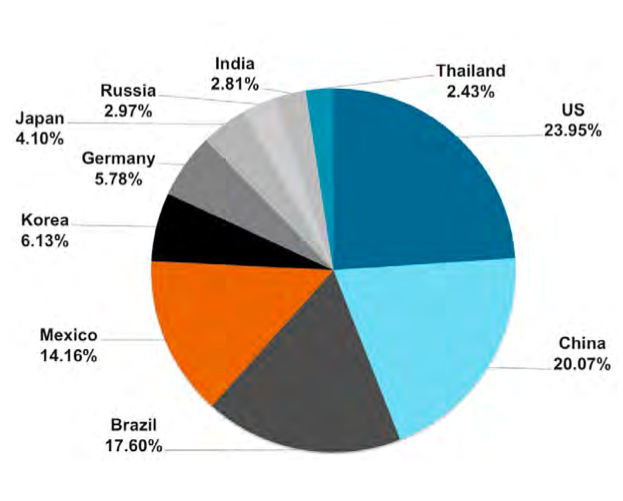 India
2.81%
Thailand
2.43%
Russia
2.97%
US
23.95%
Japan
4.10%
Germany
5.78%
Korea
6.13%
Mexico
14.16%
China
20.07%
Brazil
17.60%